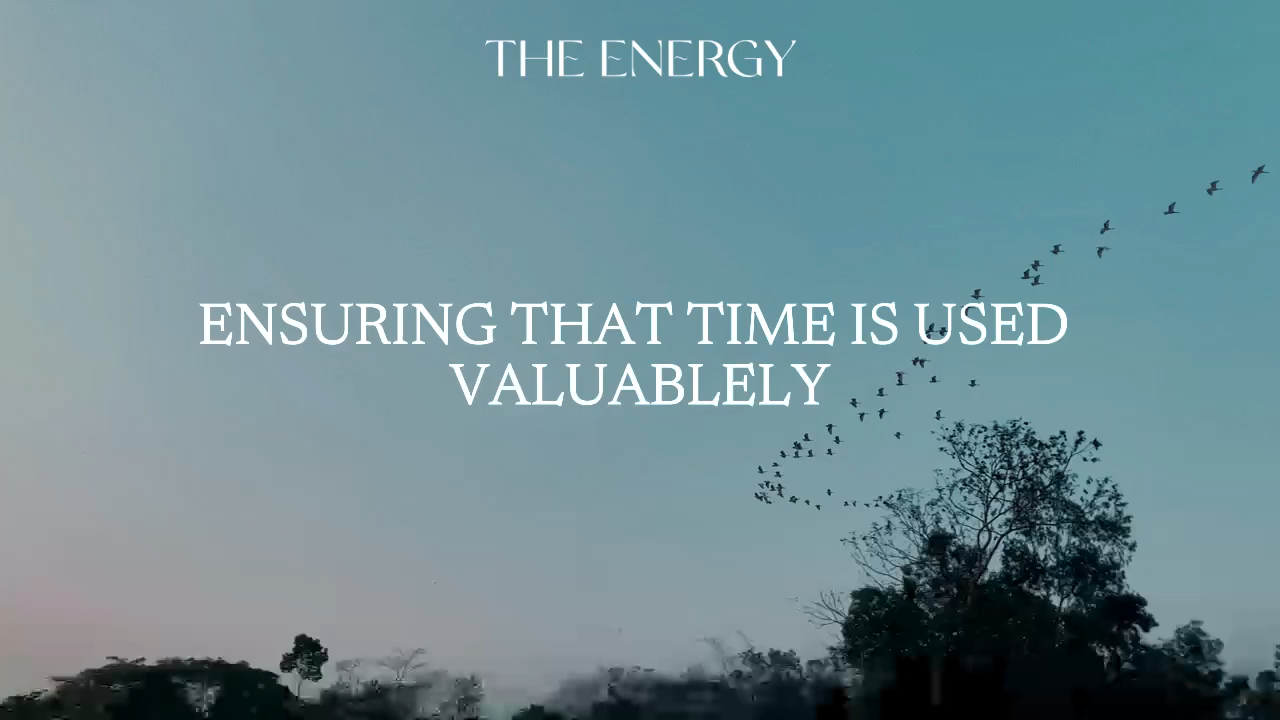 THE ENERGY
ENSURING THAT TIME IS USED
VALUABLELY